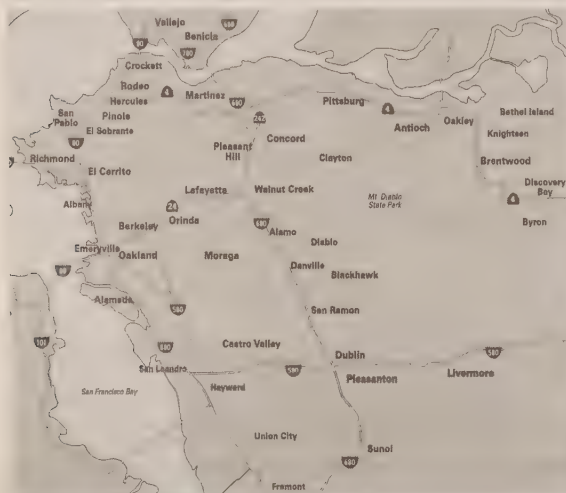 Vallejo
680
Benicia
80
780
Crockett
Rodeo
4
Martinez
Hercules
680
Pittsburg
4
San
Pablo
Pinole
242
Oakley
Bethel Island
El Sobrante
Antioch
Knightsen
80
Concord
Pleasant
Hill
Richmond
Clayton
Brentwood
El Cerrito
Discovery
Bay
Lafayette
Walnut Creek
Mt Diablo
State Park
4
Albany
24
Orinda
Berkeley
680
Alamo
Byron
Emeryville
Diablo
Oakland
Moraga
Danville
80
Blackhawk
Alameda
580
San Ramon
101
880
Castro Valley
Dublin
580
San Leandro
580
Livermore
Pleasanton
San Francisco Bay
Hayward
Union City
Sunol
680
Fremont